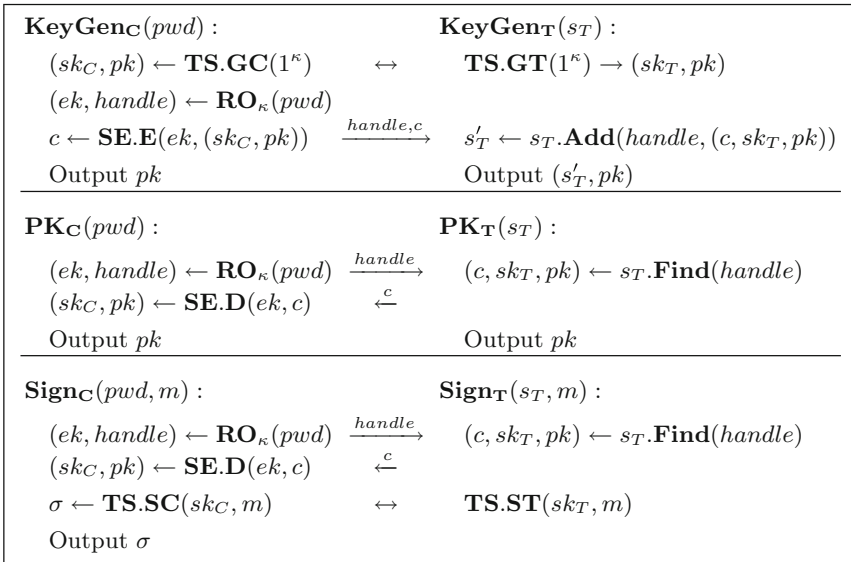 KeyGen_C(pwd) : KeyGen_T(s_T) :
(sk_C, pk) ← TS.GC(1^κ) ↔ TS.GT(1^κ) → (sk_T, pk)
(ek, handle) ← RO_κ(pwd)
c ← SE.E(ek, (sk_C, pk)) handle,c → s'_T ← s_T.Add(handle, (c, sk_T, pk))
Output pk Output (s'_T, pk)
PK_C(pwd) : PK_T(s_T) :
(ek, handle) ← RO_κ(pwd) handle → (c, sk_T, pk) ← s_T.Find(handle)
(sk_C, pk) ← SE.D(ek, c) c ←
Output pk Output pk
Sign_C(pwd, m) : Sign_T(s_T, m) :
(ek, handle) ← RO_κ(pwd) handle → (c, sk_T, pk) ← s_T.Find(handle)
(sk_C, pk) ← SE.D(ek, c) c ←
σ ← TS.SC(sk_C, m) ↔ TS.ST(sk_T, m)
Output σ